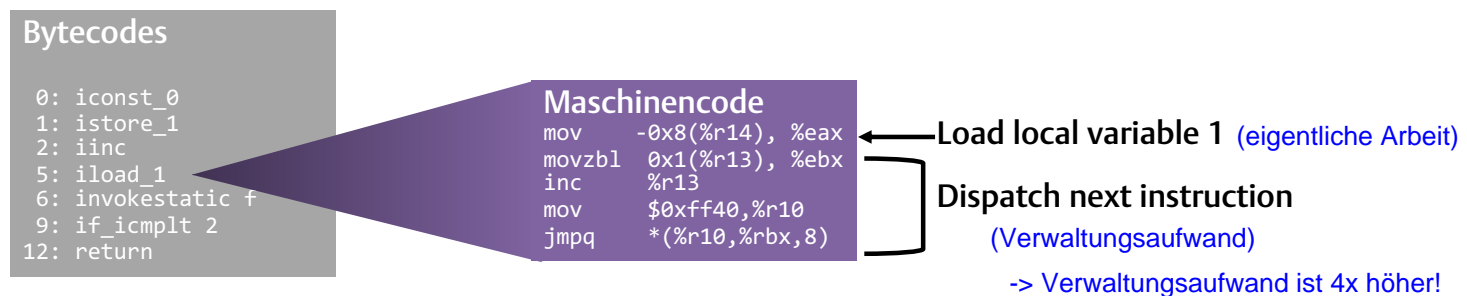 Bytecodes
0: iconst_0
1: istore_1
2: iinc
5: iload_1
6: invokestatic f
9: if_icmplt 2
12: return
Maschinencode
mov -0x8(%r14), %eax
movzbl 0x1(%r13), %ebx
inc %r13
mov $0xff40,%r10
jmpq *(%r10,%rbx,8)
Load local variable 1 (eigentliche Arbeit)
Dispatch next instruction
(Verwaltungsaufwand)
-> Verwaltungsaufwand ist 4x höher!